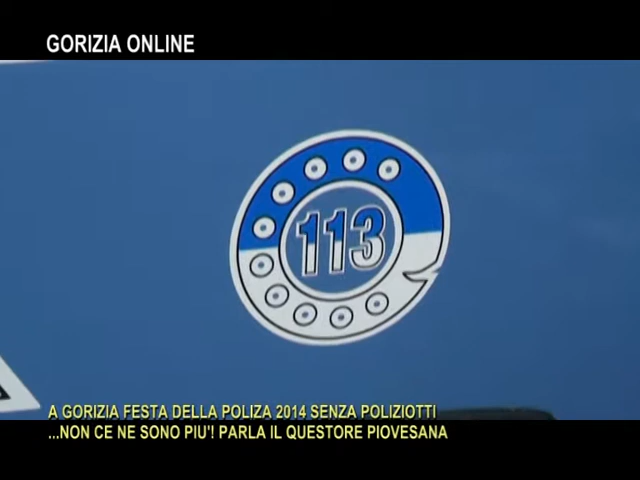 GORIZIA ONLINE
113
A GORIZIA FESTA DELLA POLIZA 2014 SENZA POLIZIOTTI
...NON CE NE SONO PIU'! PARLA IL QUESTORE PIOVESANA